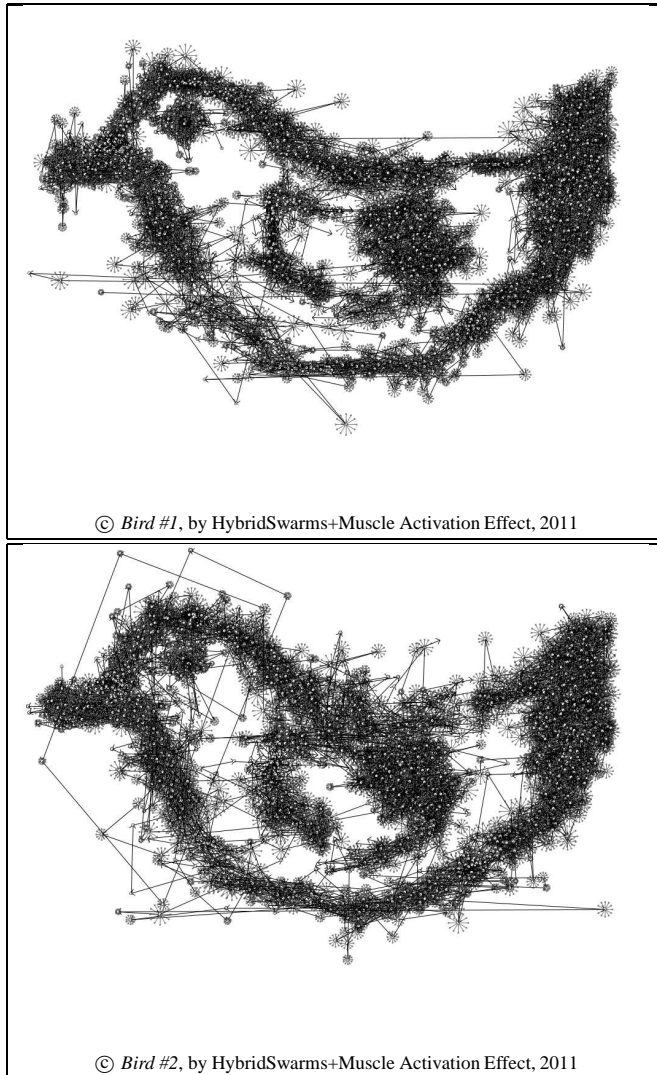 © Bird #1, by HybridSwarms+Muscle Activation Effect, 2011
© Bird #2, by HybridSwarms+Muscle Activation Effect, 2011